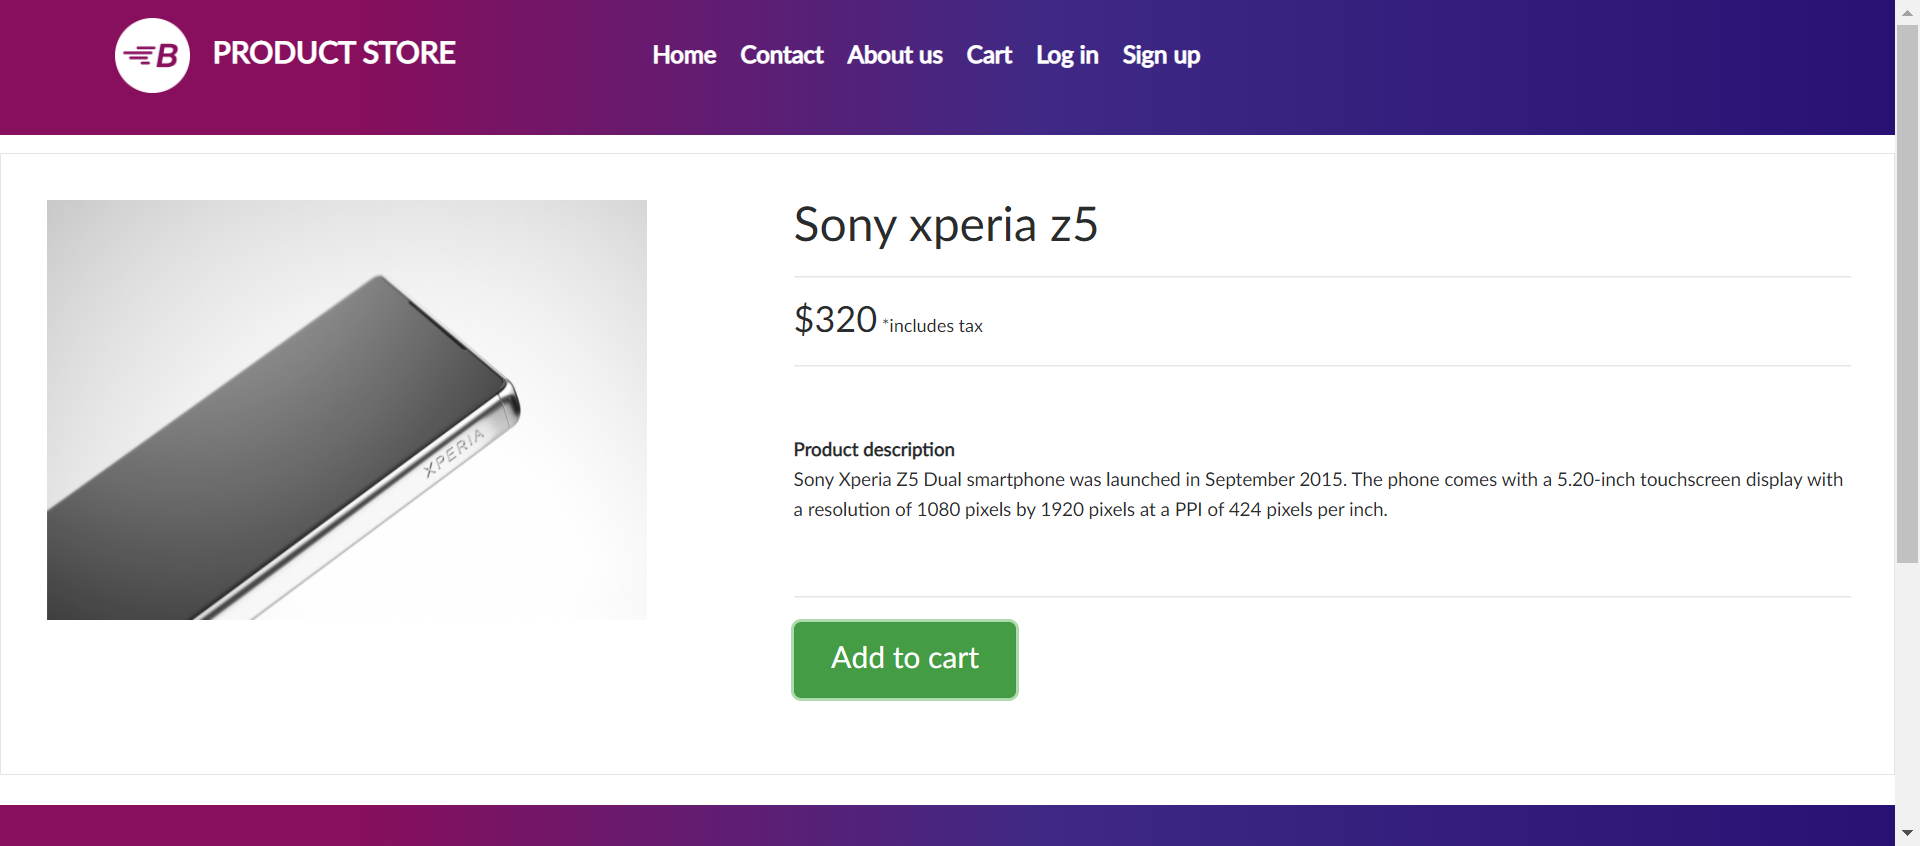 B PRODUCT STORE
Home Contact About us Cart Log in Sign up
Sony xperia z5
$320 *includes tax
Product description
Sony Xperia Z5 Dual smartphone was launched in September 2015. The phone comes with a 5.20-inch touchscreen display with
a resolution of 1080 pixels by 1920 pixels at a PPI of 424 pixels per inch.
XPERIA
Add to cart